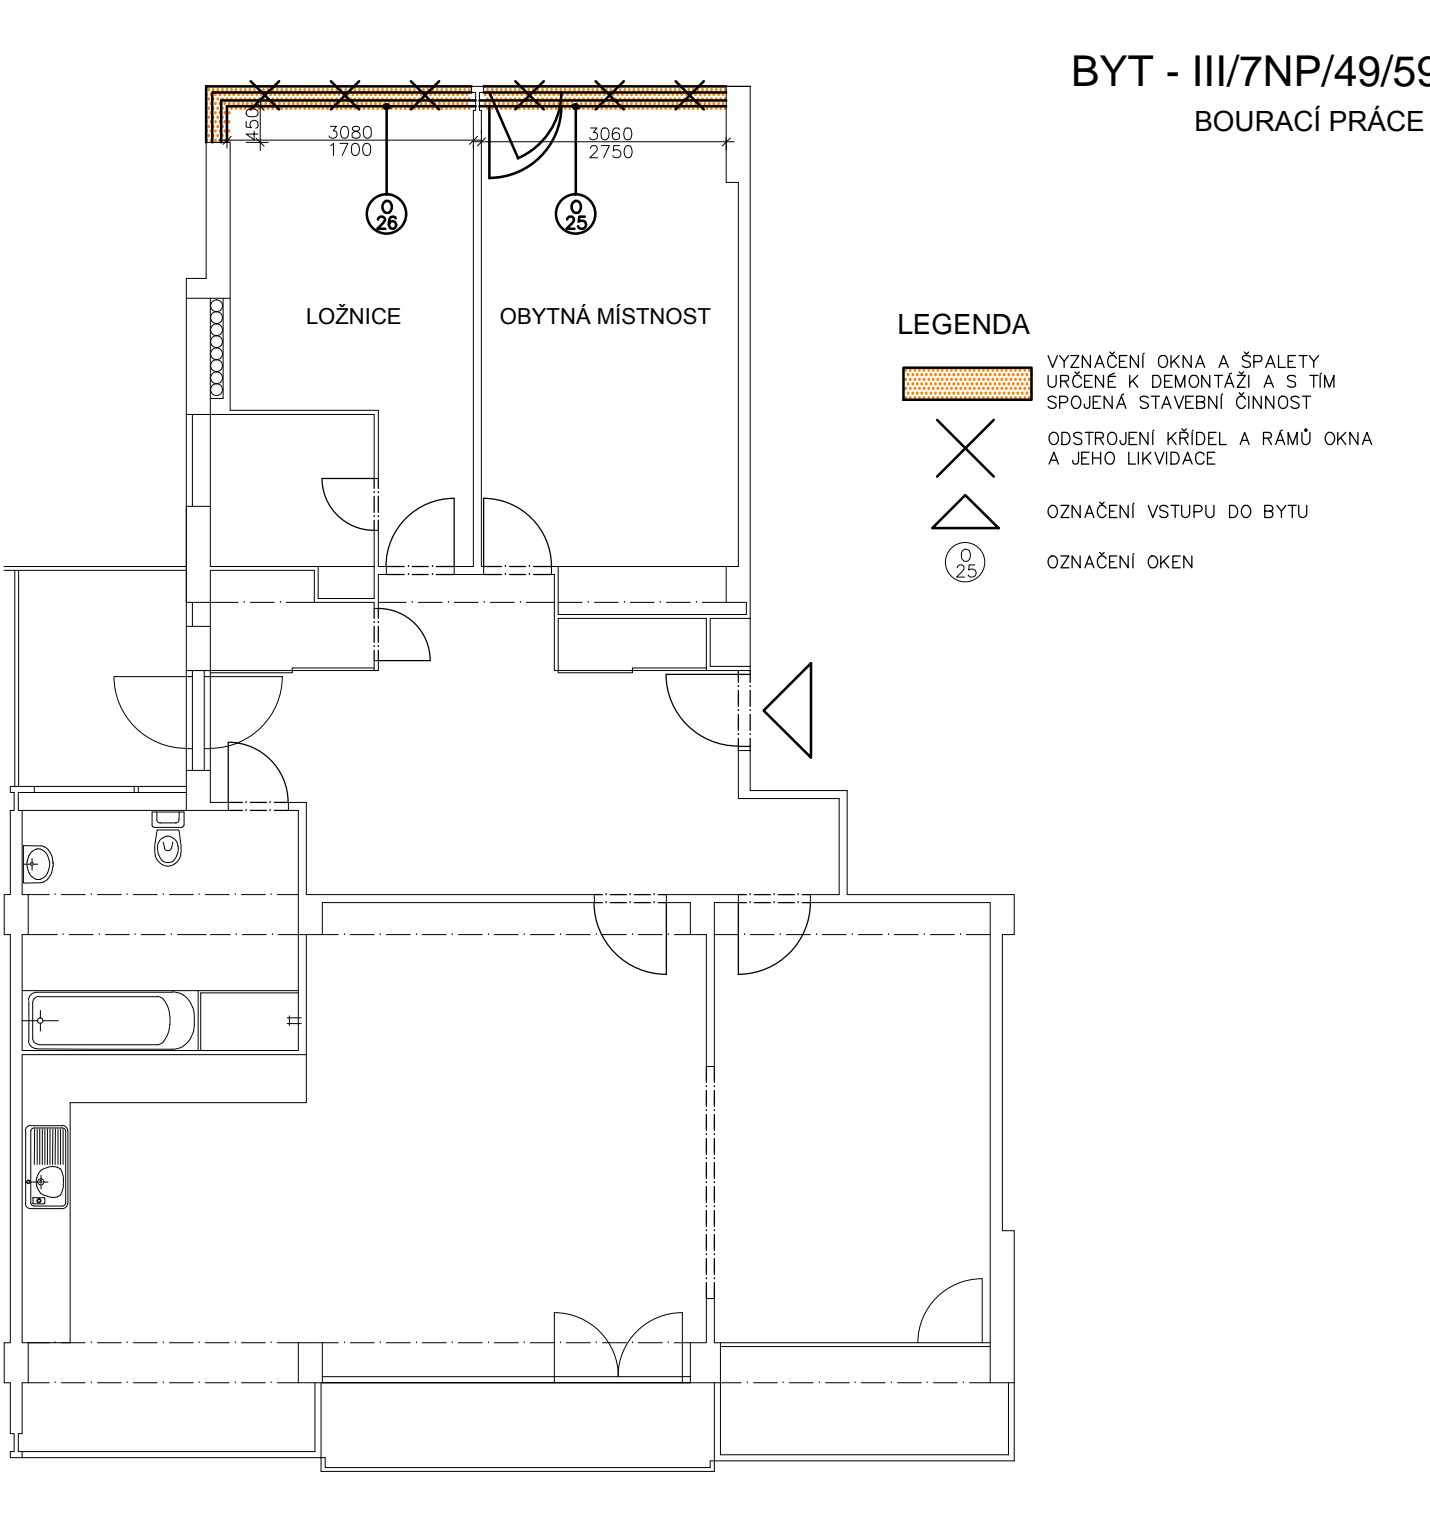 BYT - III/7NP/49/59
BOURACÍ PRÁCE
450
3080
1700
3060
2750
O
26
O
25
LOŽNICE
OBYTNÁ MÍSTNOST
LEGENDA
VYZNAČENÍ OKNA A ŠPALETY
URČENÉ K DEMONTÁŽI A S TÍM
SPOJENÁ STAVEBNÍ ČINNOST
ODSTROJENÍ KŘÍDEL A RÁMŮ OKNA
A JEHO LIKVIDACE
OZNAČENÍ VSTUPU DO BYTU
O
25
OZNAČENÍ OKEN